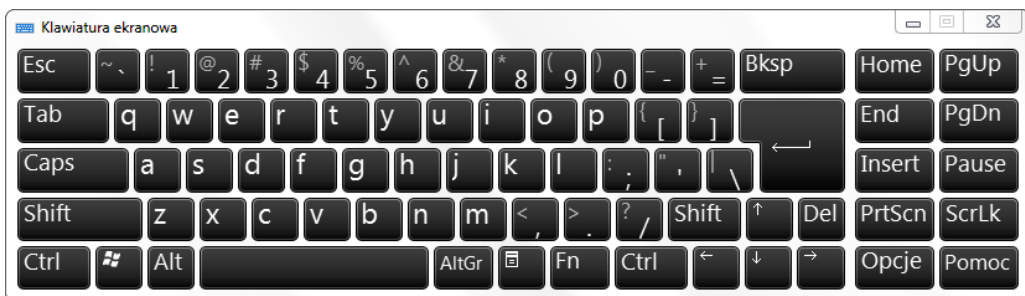 Klawiatura ekranowa
Esc ~ ` ! 1 @ 2 # 3 $ 4 % 5 ^ 6 & 7 * 8 ( 9 ) 0 _ - + = Bksp Home PgUp
Tab q w e r t y u i o p { [ } ] End PgDn
Caps a s d f g h j k l : ; " ' | \ Insert Pause
Shift z x c v b n m < , > . ? / Shift ↑ Del PrtScn ScrLk
Ctrl Alt AltGr Fn Ctrl ← ↓ → Opcje Pomoc